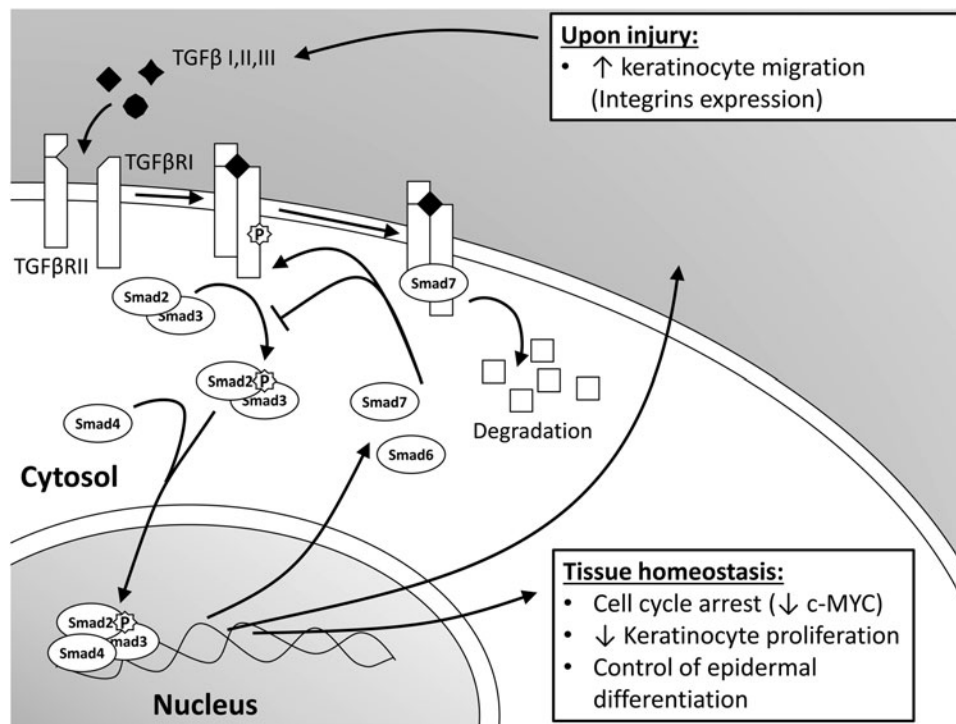 Upon injury:
• ↑ keratinocyte migration
(Integrins expression)
TGFβ I,II,III
TGFβRI
TGFβRII
P
Smad7
Smad2
Smad3
Smad2
P
Smad3
Smad4
Smad7
Smad6
Degradation
Cytosol
Tissue homeostasis:
• Cell cycle arrest (↓ c-MYC)
• ↓ Keratinocyte proliferation
• Control of epidermal
differentiation
Smad2
P
Smad3
Smad4
Nucleus